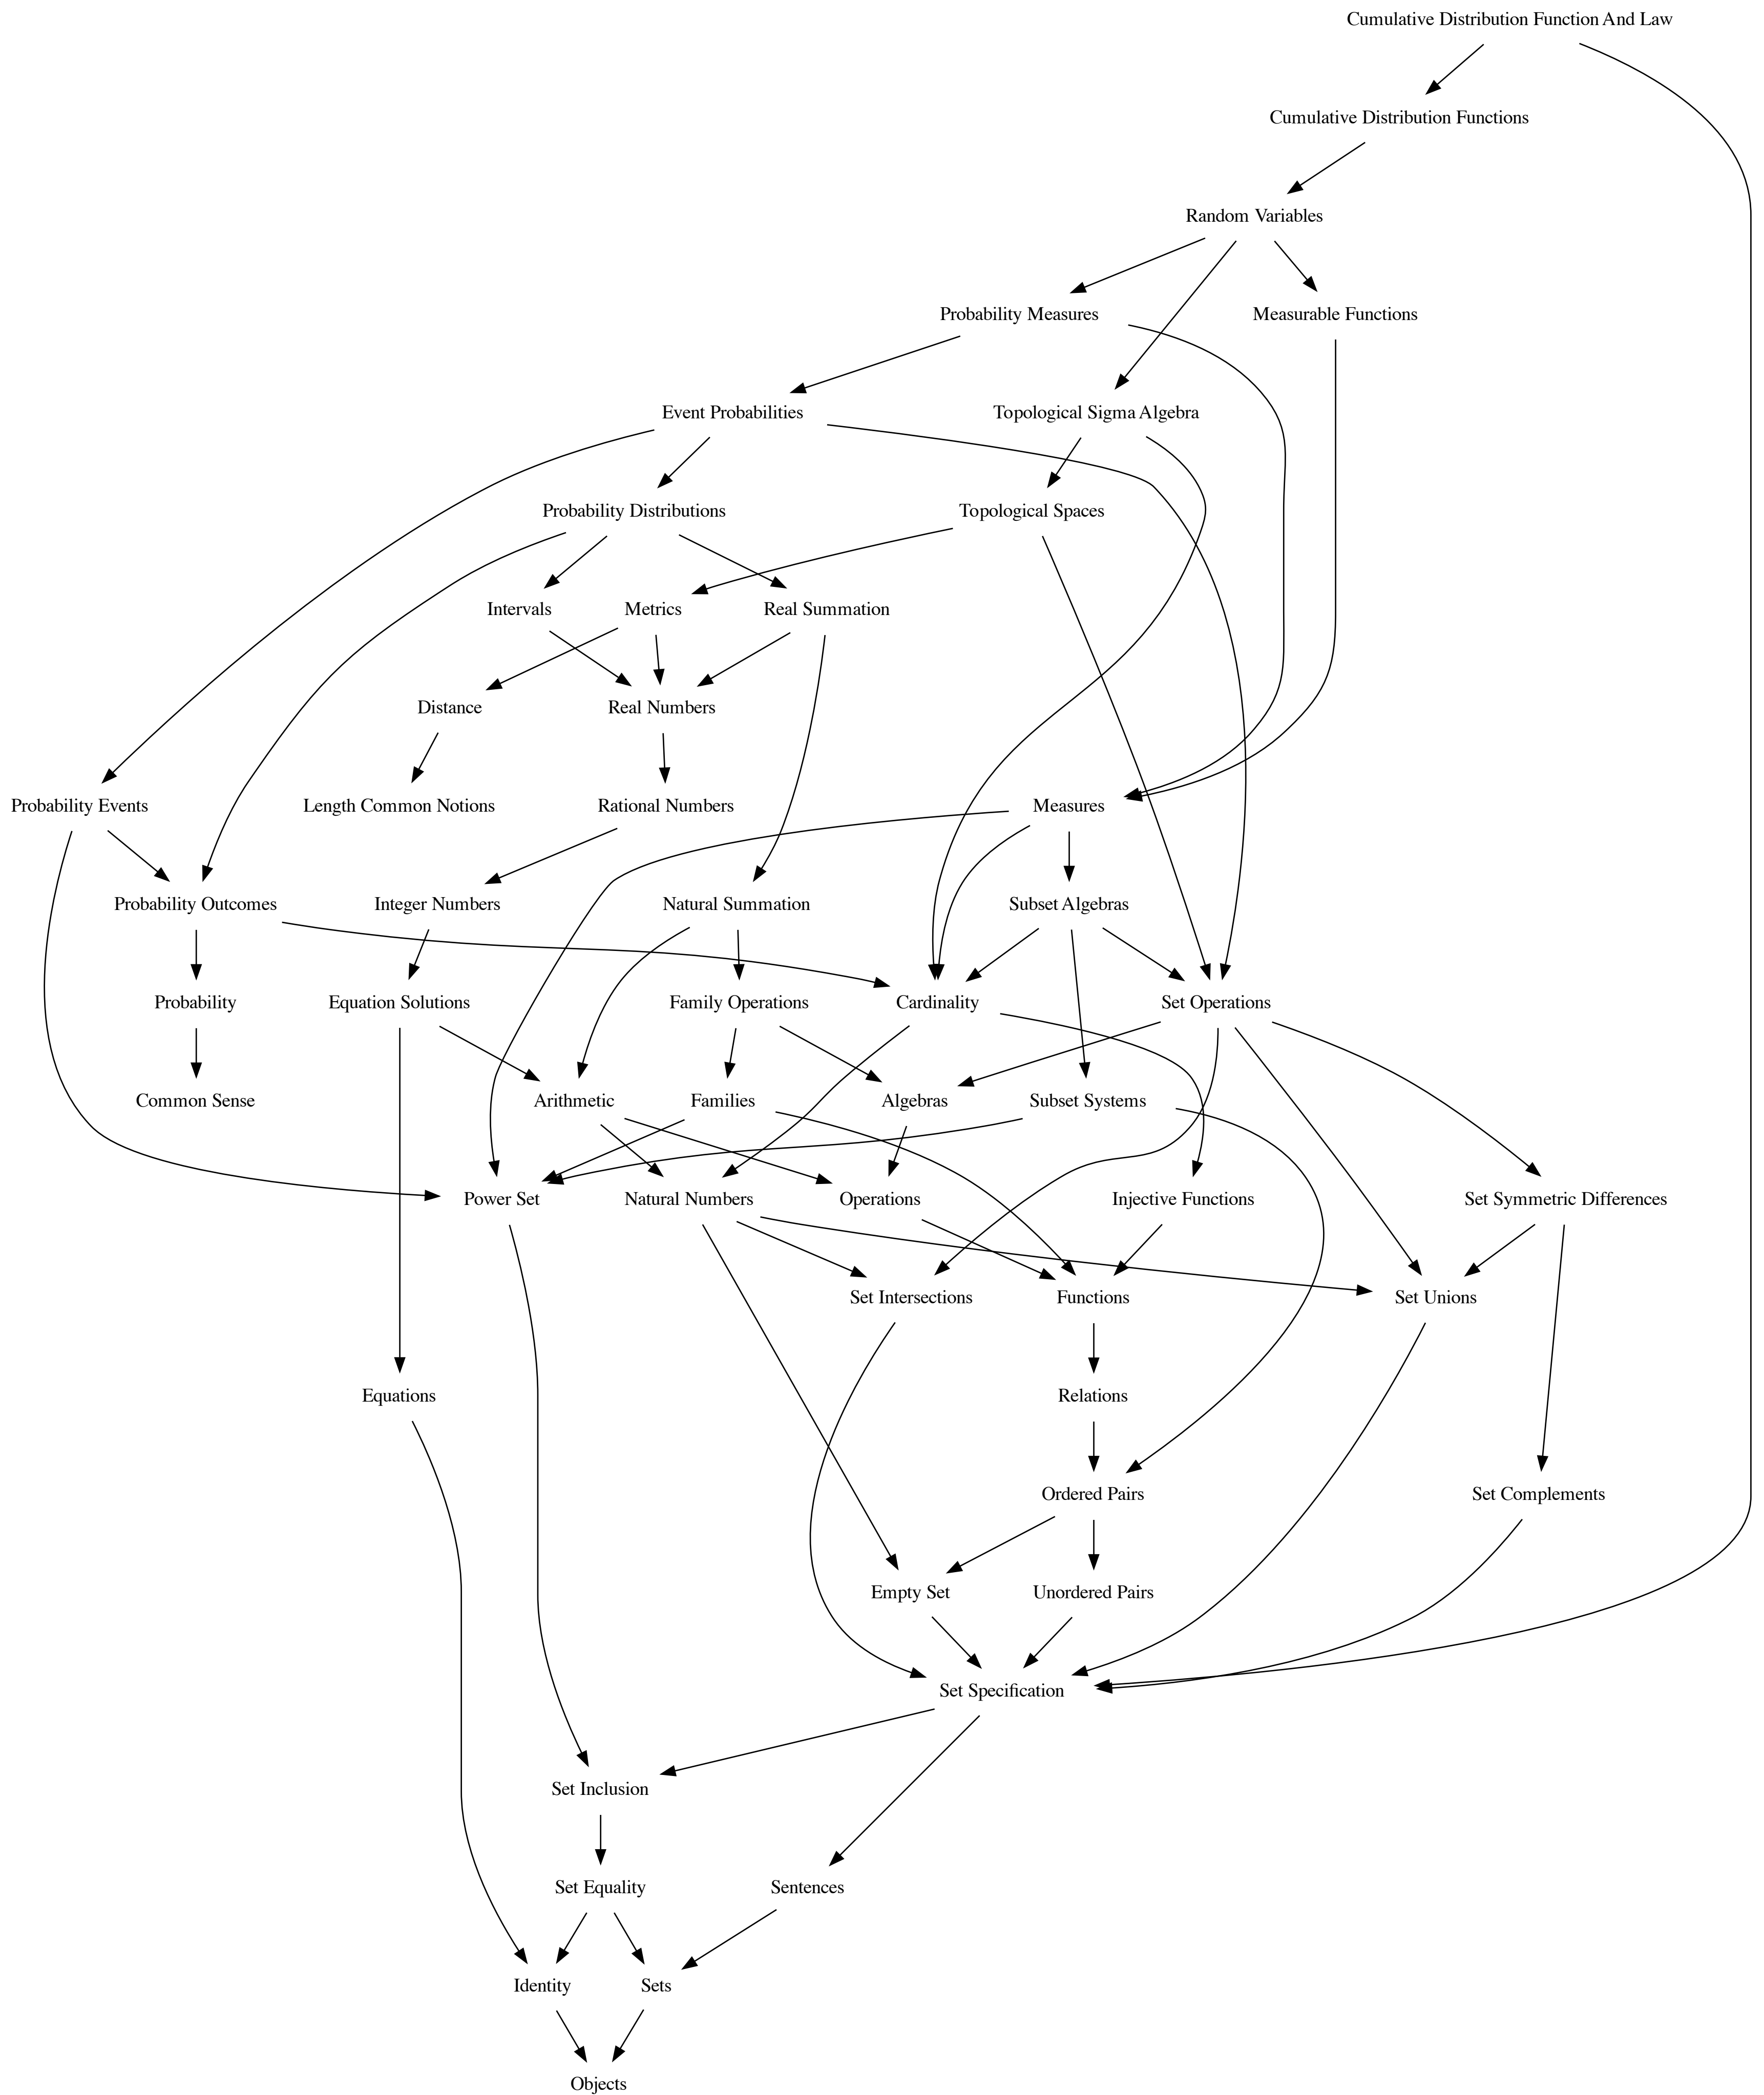 Cumulative Distribution Function And Law
Cumulative Distribution Functions
Random Variables
Probability Measures
Measurable Functions
Event Probabilities
Topological Sigma Algebra
Probability Distributions
Topological Spaces
Intervals
Metrics
Real Summation
Distance
Real Numbers
Probability Events
Length Common Notions
Rational Numbers
Measures
Probability Outcomes
Integer Numbers
Natural Summation
Subset Algebras
Probability
Equation Solutions
Family Operations
Cardinality
Set Operations
Common Sense
Arithmetic
Families
Algebras
Subset Systems
Power Set
Natural Numbers
Operations
Injective Functions
Set Symmetric Differences
Set Intersections
Functions
Set Unions
Equations
Relations
Ordered Pairs
Set Complements
Empty Set
Unordered Pairs
Set Specification
Set Inclusion
Set Equality
Sentences
Identity
Sets
Objects